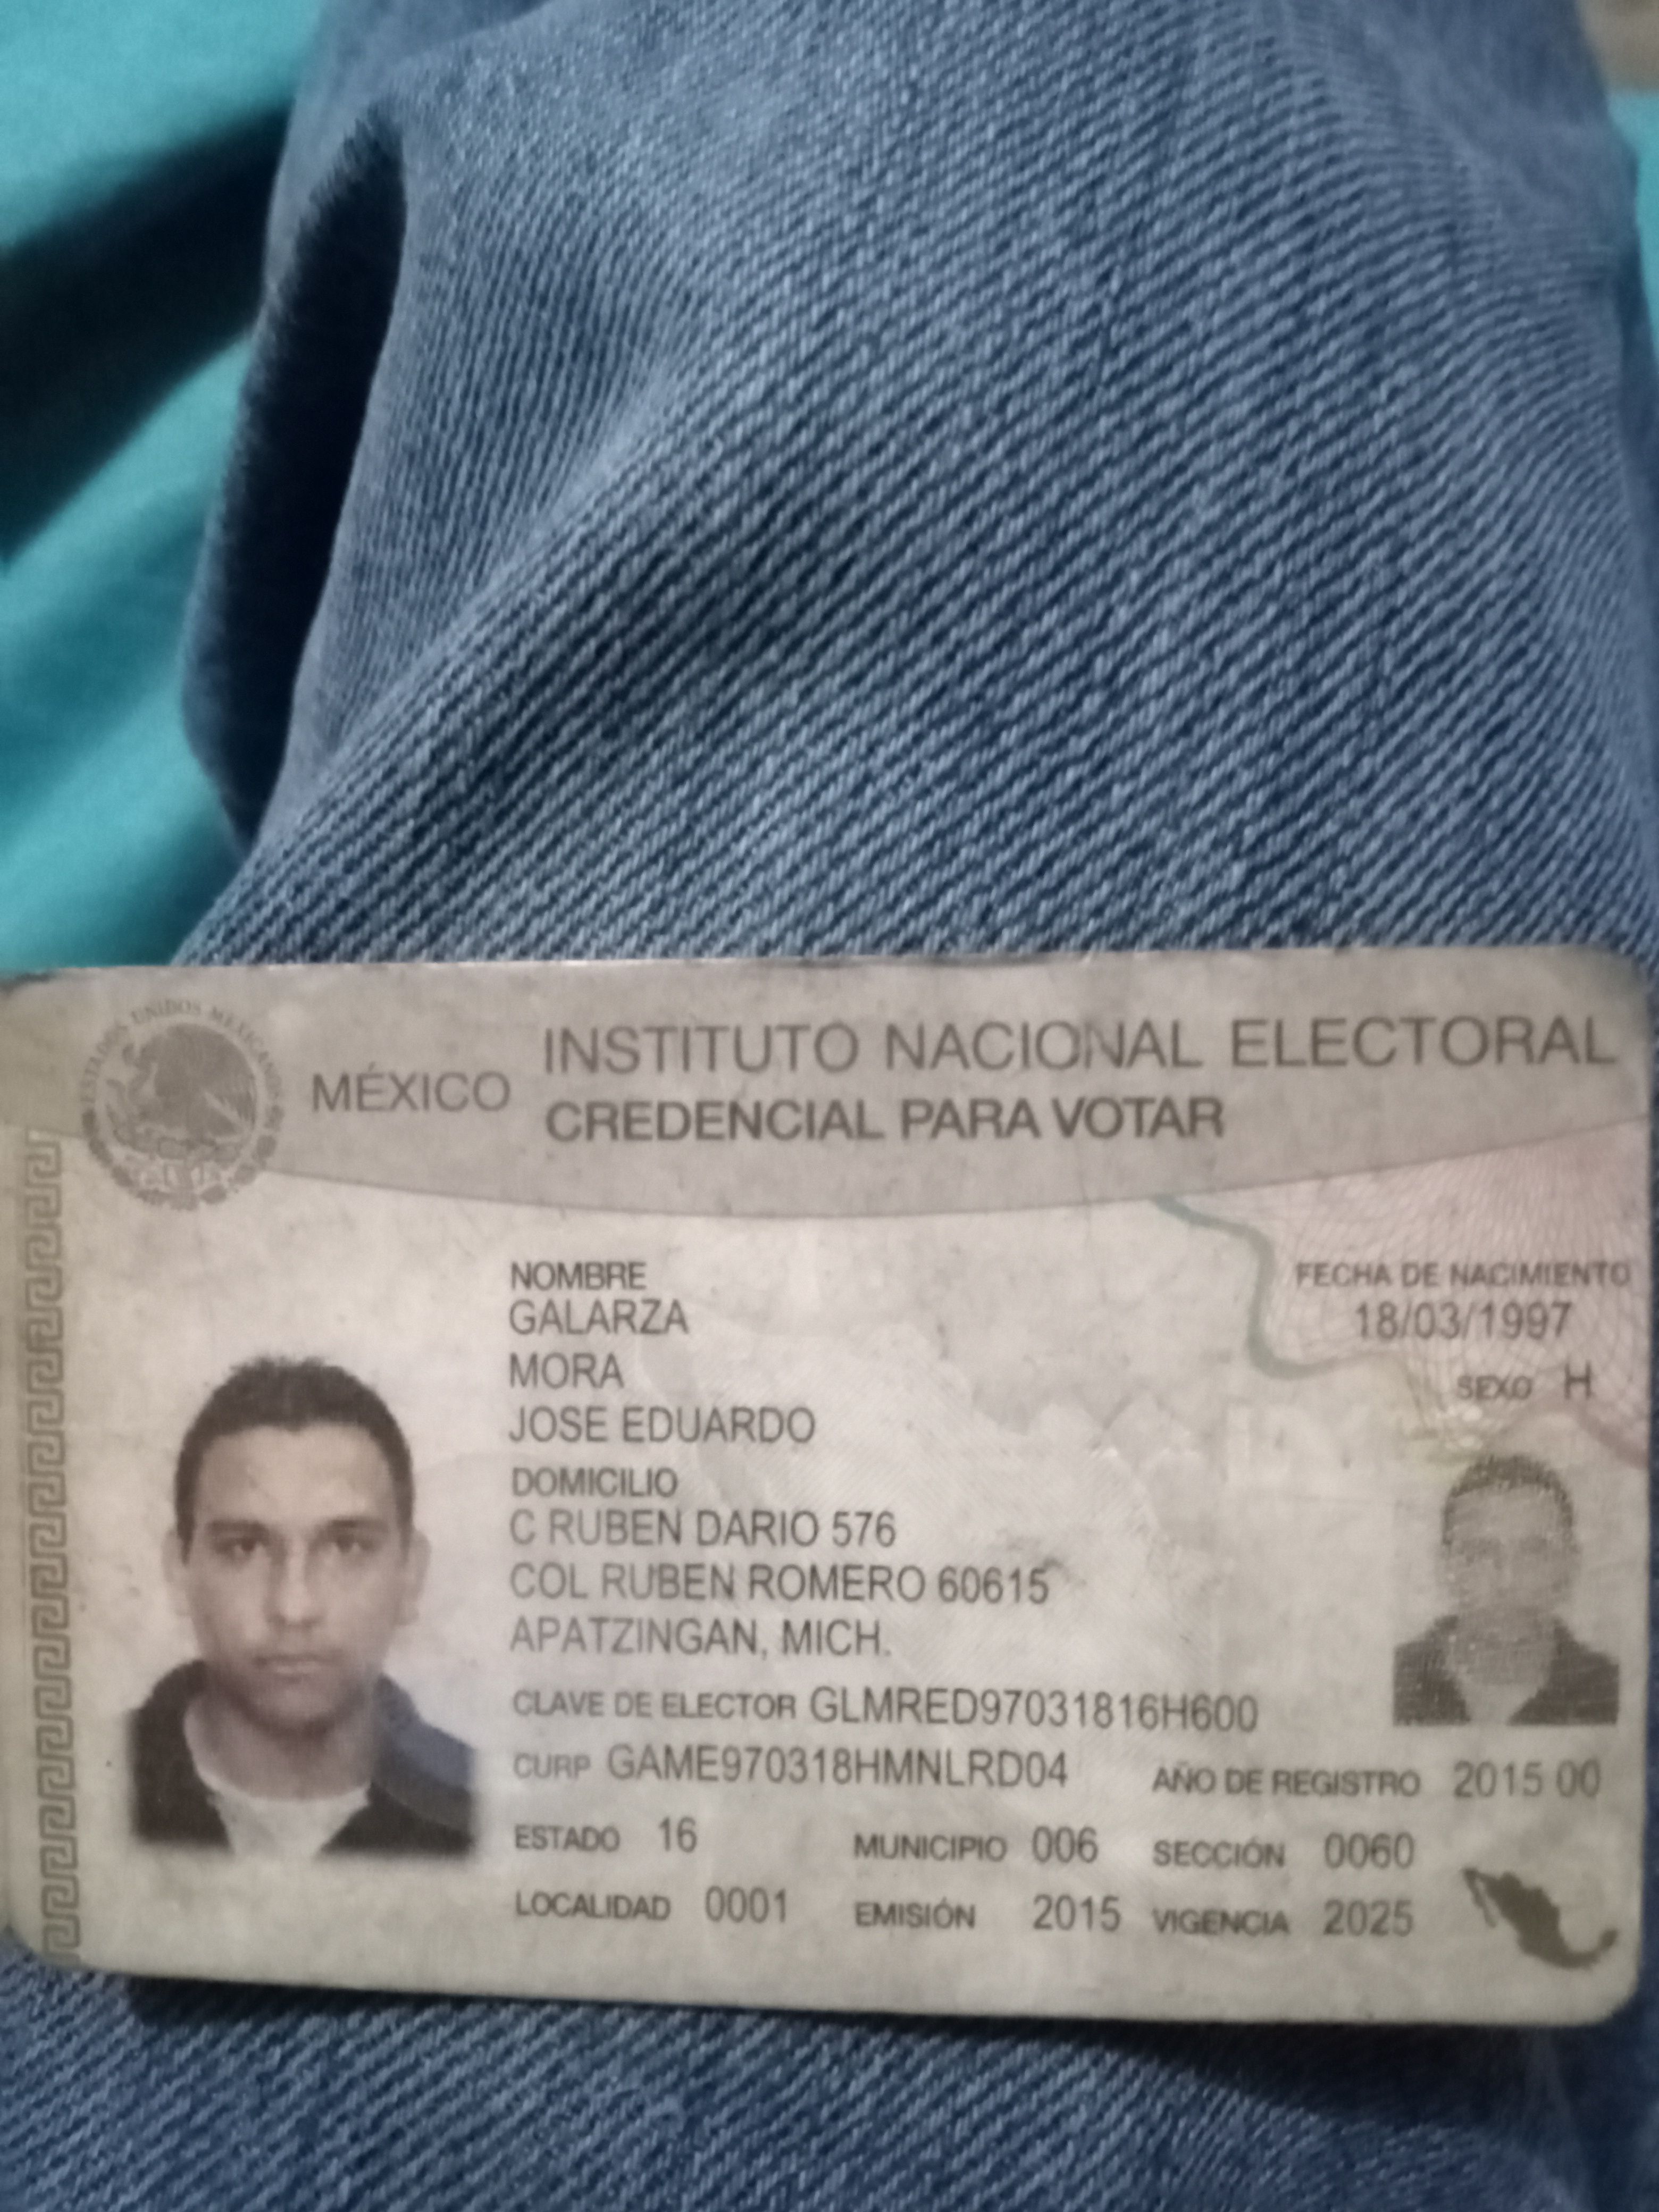 ESTADOS UNIDOS MEXICANOS
MÉXICO
INSTITUTO NACIONAL ELECTORAL
CREDENCIAL PARA VOTAR
NOMBRE
GALARZA
MORA
JOSE EDUARDO
FECHA DE NACIMIENTO
18/03/1997
SEXO H
DOMICILIO
C RUBEN DARIO 576
COL RUBEN ROMERO 60615
APATZINGAN, MICH.
CLAVE DE ELECTOR GLMRED97031816H600
CURP GAME970318HMNLRD04 AÑO DE REGISTRO 2015 00
ESTADO 16 MUNICIPIO 006 SECCIÓN 0060
LOCALIDAD 0001 EMISIÓN 2015 VIGENCIA 2025